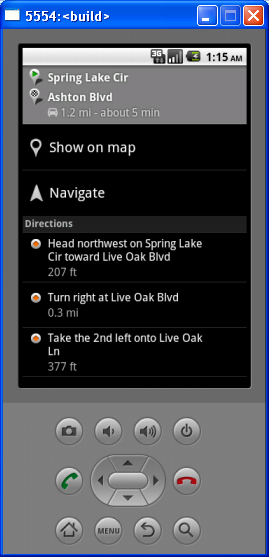 5554:<build>
3G
1:15 AM
Spring Lake Cir
Ashton Blvd
1.2 mi - about 5 min
Show on map
Navigate
Directions
Head northwest on Spring Lake
Cir toward Live Oak Blvd
207 ft
Turn right at Live Oak Blvd
0.3 mi
Take the 2nd left onto Live Oak
Ln
377 ft
MENU